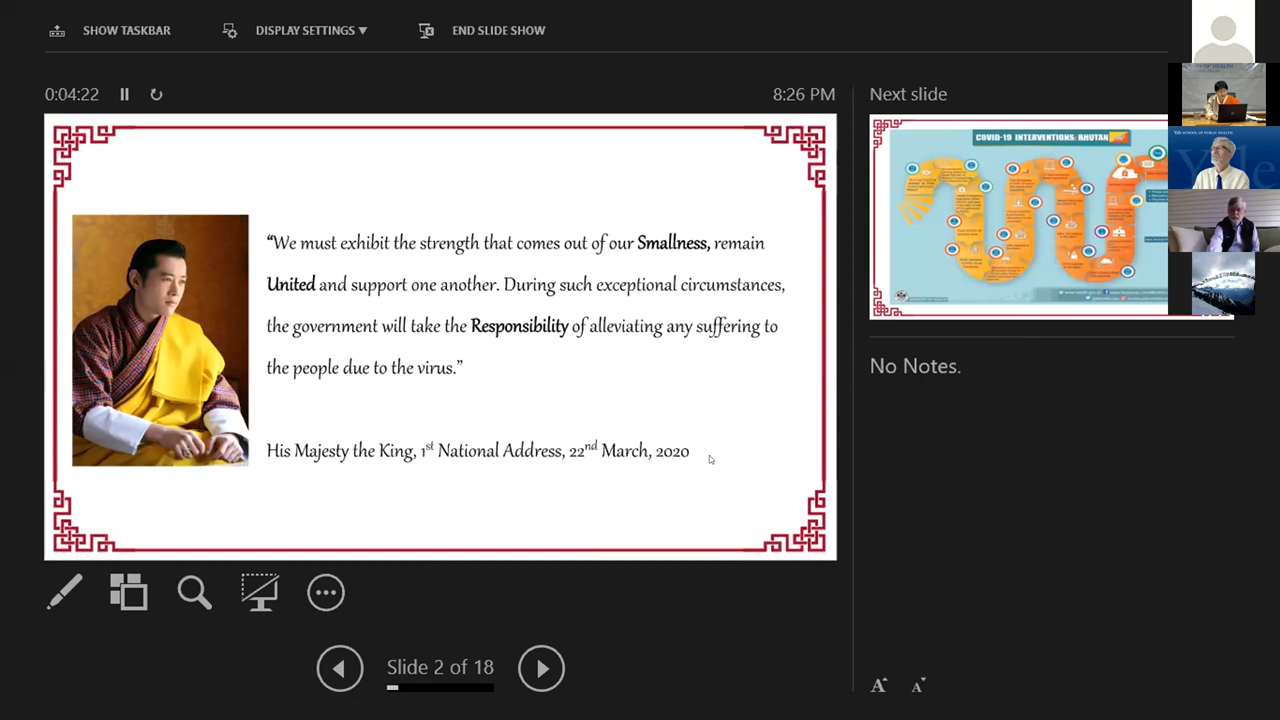 SHOW TASKBAR
DISPLAY SETTINGS ▾
END SLIDE SHOW
0:04:22
8:26 PM
Next slide
“We must exhibit the strength that comes out of our Smallness, remain
United and support one another. During such exceptional circumstances,
the government will take the Responsibility of alleviating any suffering to
the people due to the virus.”
His Majesty the King, 1st National Address, 22nd March, 2020
COVID-19 INTERVENTIONS: BHUTAN
No Notes.
Slide 2 of 18
A
A
Yale